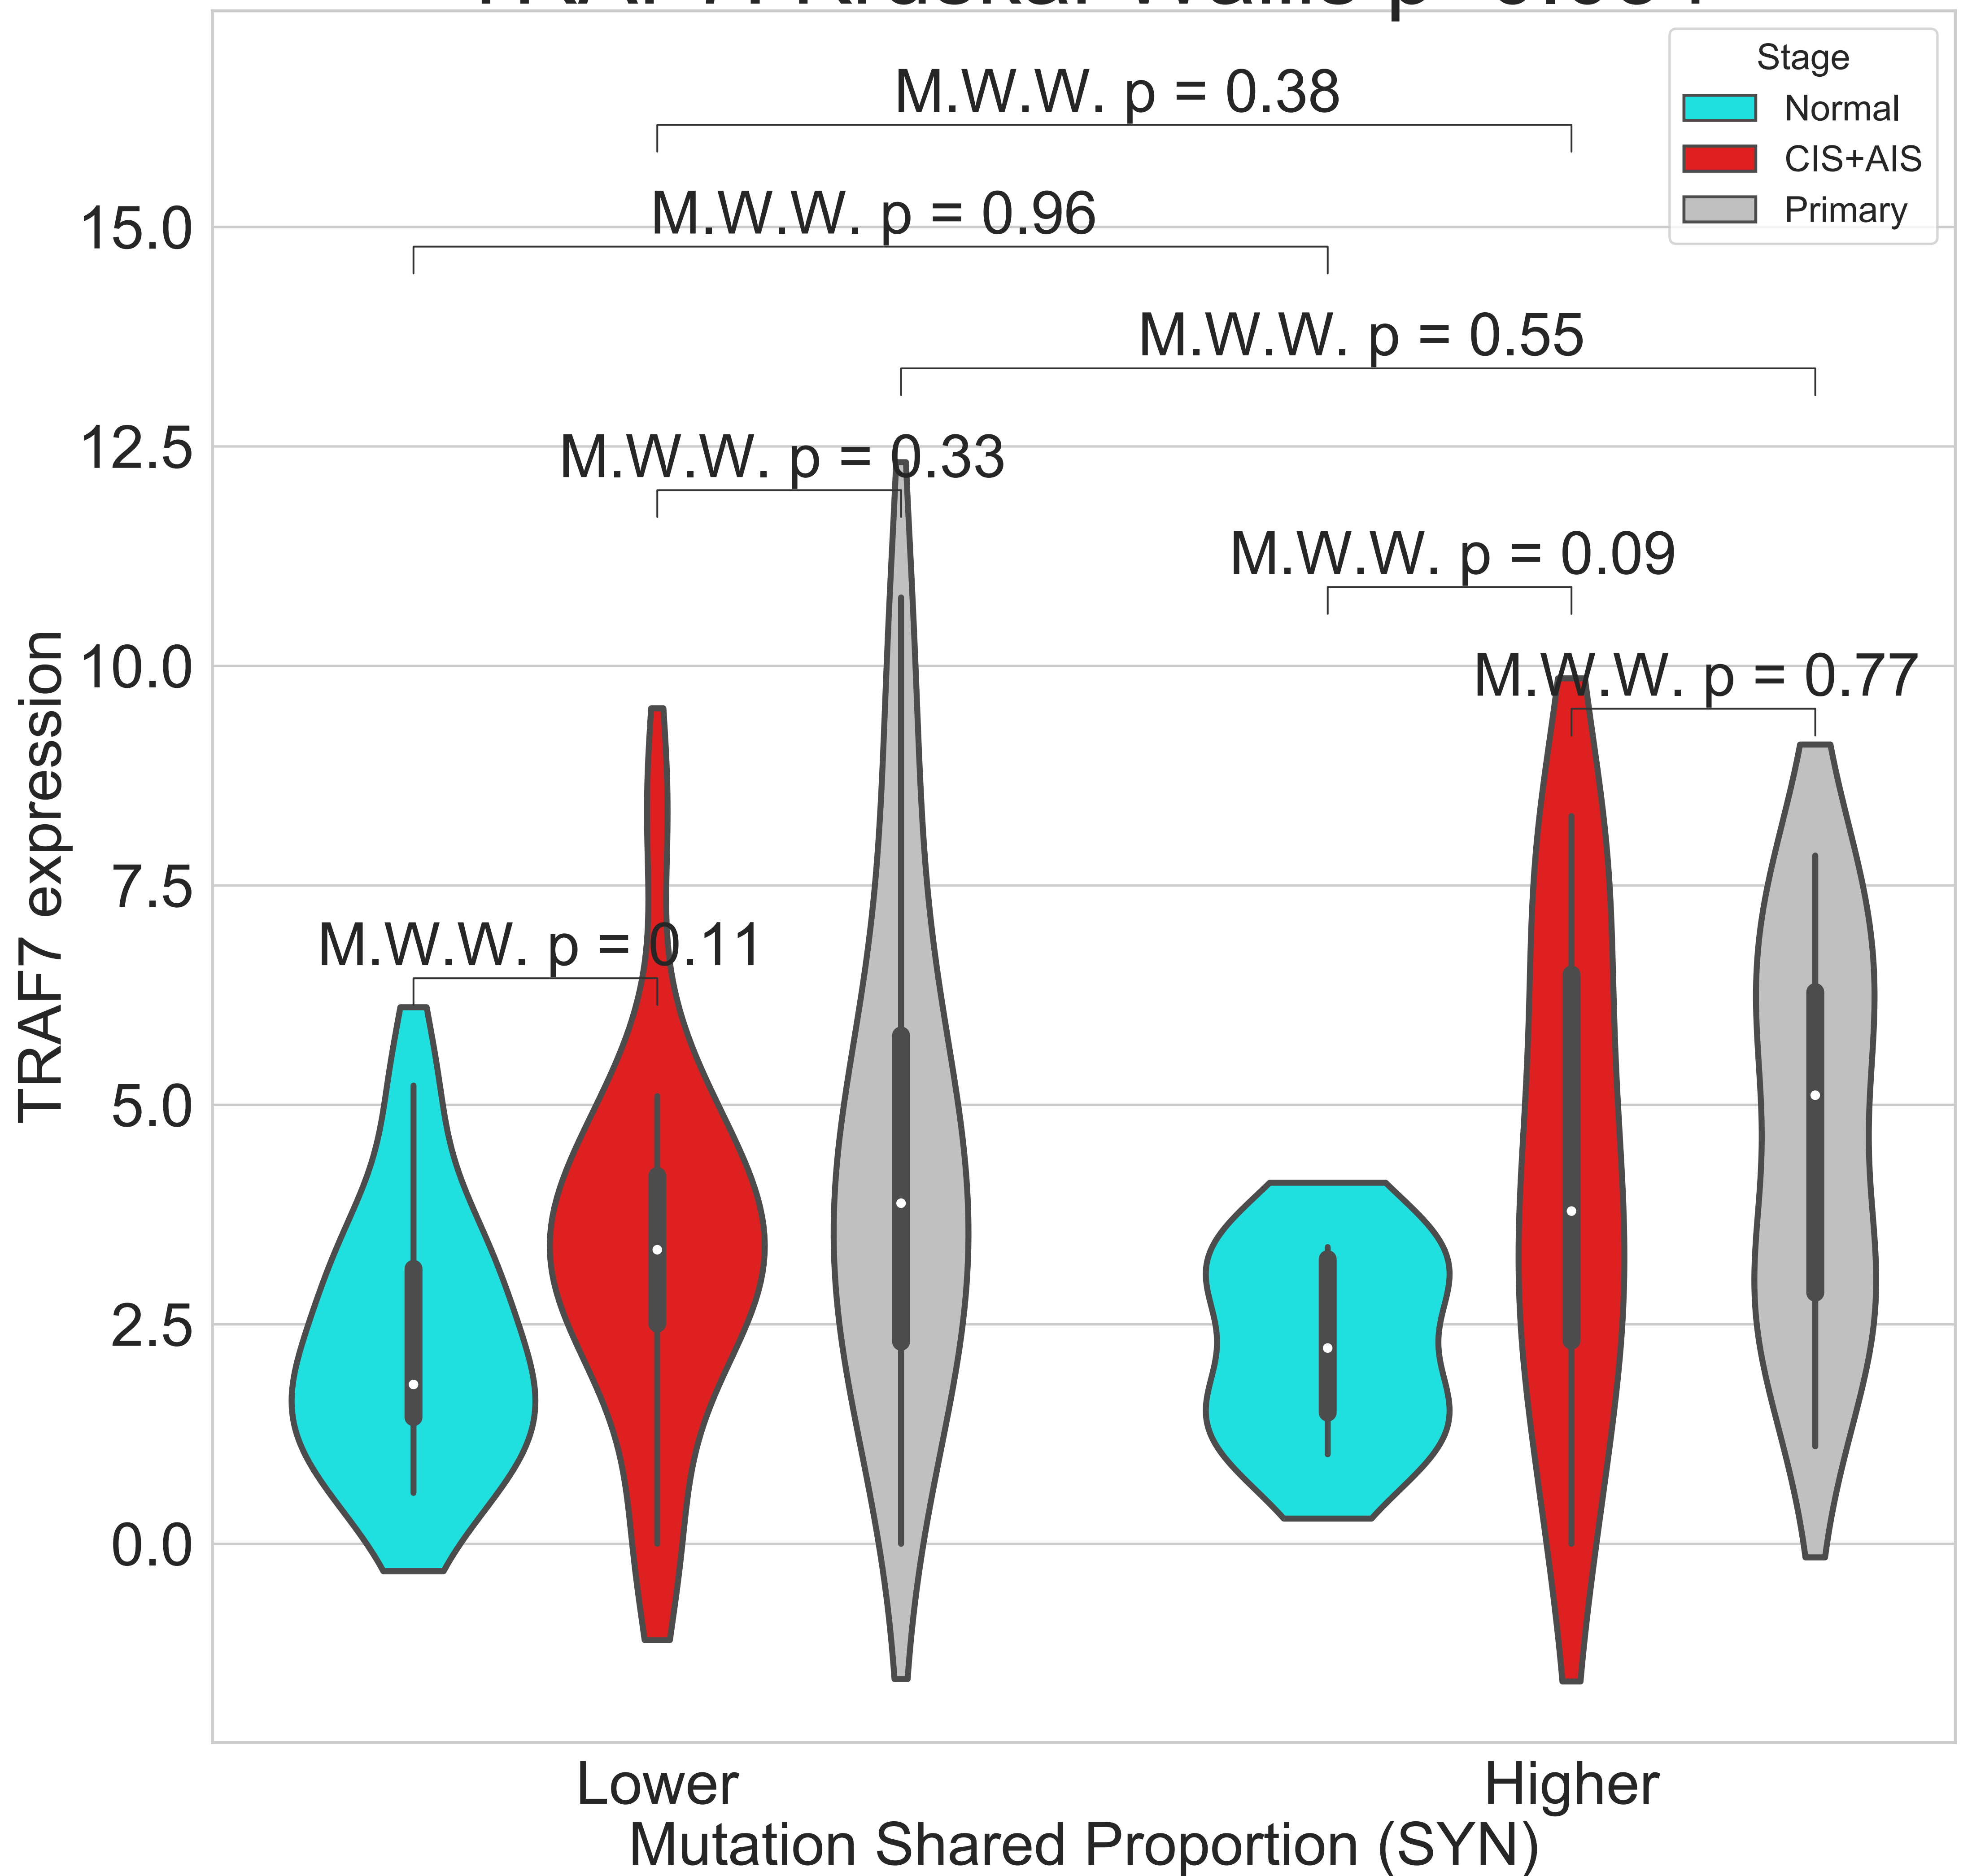 Stage
Normal
CIS+AIS
Primary
M.W.W. p = 0.38
M.W.W. p = 0.96
M.W.W. p = 0.55
M.W.W. p = 0.33
M.W.W. p = 0.09
M.W.W. p = 0.77
M.W.W. p = 0.11
15.0
12.5
10.0
7.5
5.0
2.5
0.0
TRAF7 expression
Lower
Higher
Mutation Shared Proportion (SYN)